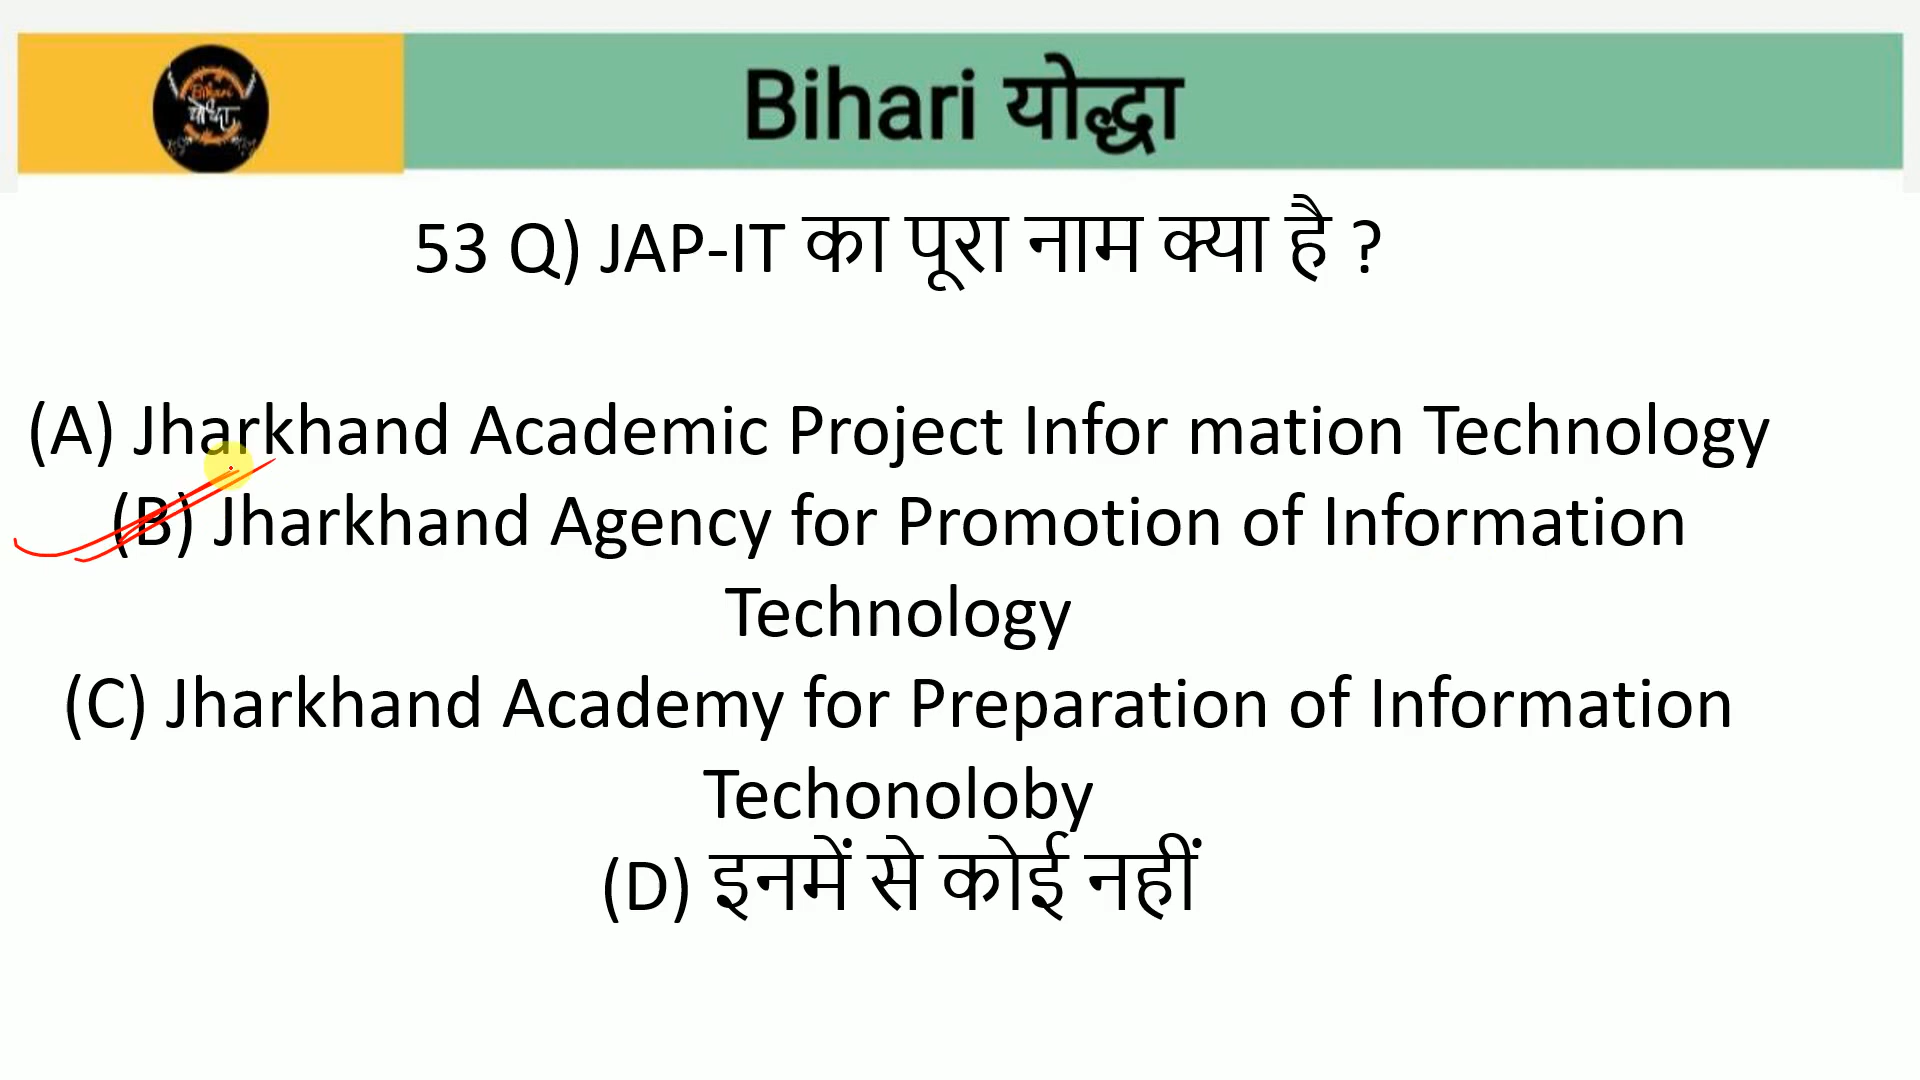 Bihari योद्धा
Bihari
योद्धा
53 Q) JAP-IT का पूरा नाम क्या है ?
(A) Jharkhand Academic Project Infor mation Technology
(B) Jharkhand Agency for Promotion of Information
Technology
(C) Jharkhand Academy for Preparation of Information
Techonoloby
(D) इनमें से कोई नहीं